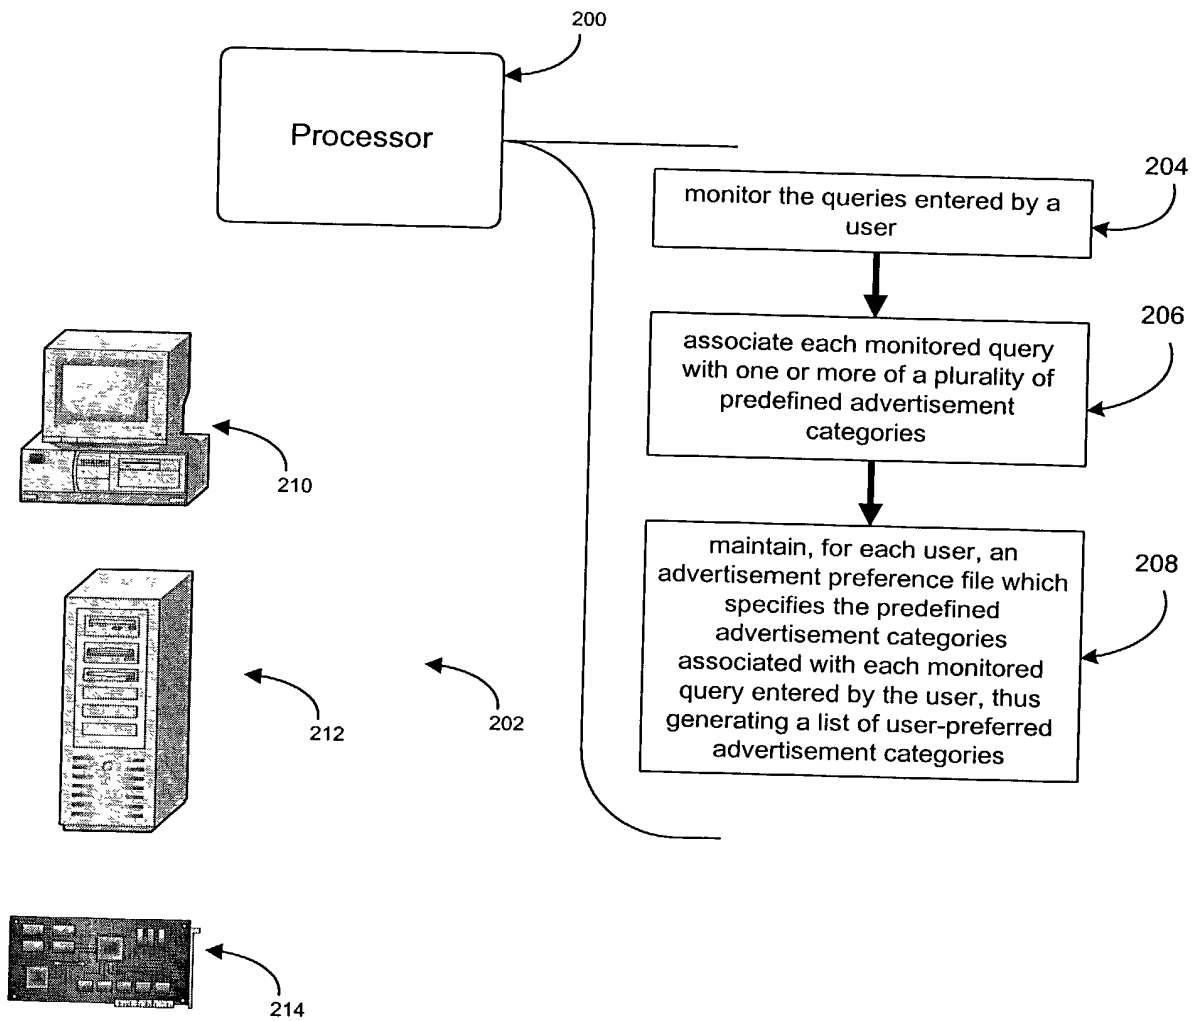 200
Processor
204
monitor the queries entered by a
user
206
associate each monitored query
with one or more of a plurality of
predefined advertisement
categories
210
208
maintain, for each user, an
advertisement preference file which
specifies the predefined
advertisement categories
associated with each monitored
query entered by the user, thus
generating a list of user-preferred
advertisement categories
212
202
214